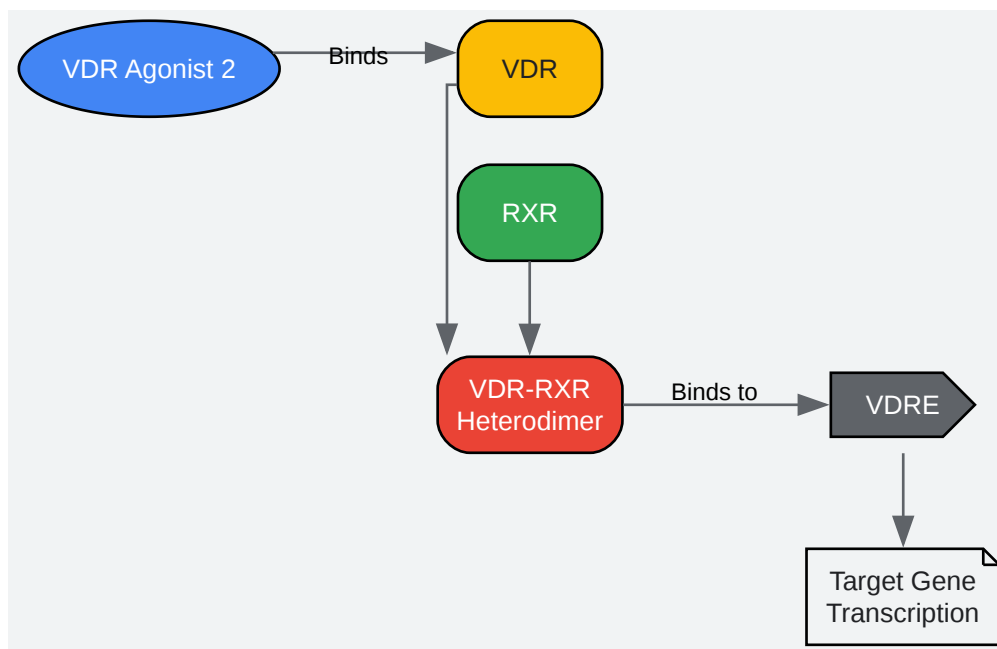 VDR Agonist 2
Binds
VDR
RXR
VDR-RXR
Heterodimer
Binds to
VDRE
Target Gene
Transcription